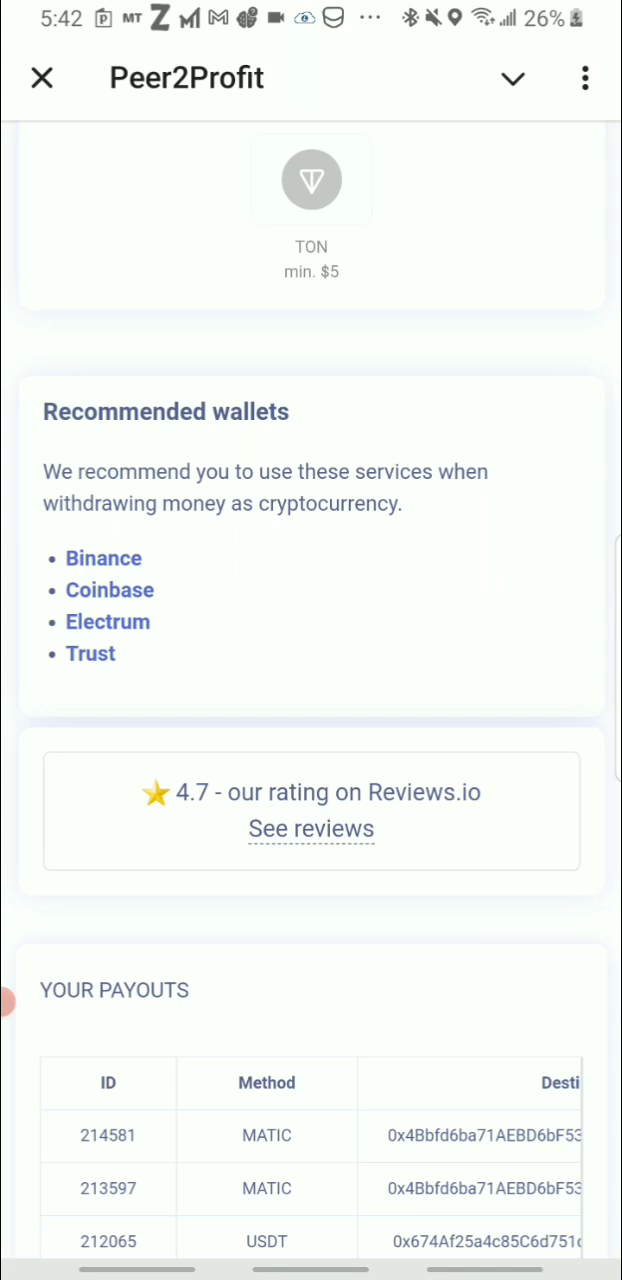 5:42 MT 26%
Peer2Profit
TON
min. $5
Recommended wallets
We recommend you to use these services when
withdrawing money as cryptocurrency.
• Binance
• Coinbase
• Electrum
• Trust
4.7 - our rating on Reviews.io
See reviews
YOUR PAYOUTS
ID Method Desti
214581 MATIC 0x4Bbfd6ba71AEBD6bF53
213597 MATIC 0x4Bbfd6ba71AEBD6bF53
212065 USDT 0x674Af25a4c85C6d751